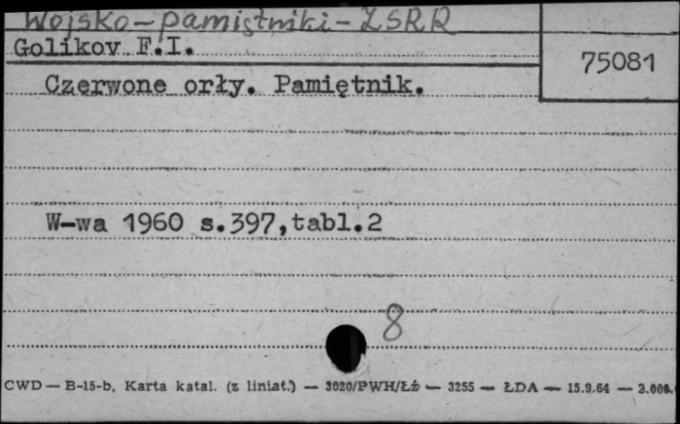 Wojsko - pamiętniki - ZSRR
Golikov F.I.
75081
Czerwone orły. Pamiętnik.
W-wa 1960 s.397,tabl.2
8
CWD — B-15-b, Karta katal. (z liniat.) — 3020/PWH/Łź — 3255 — ŁDA — 15.9.64 — 2.000.